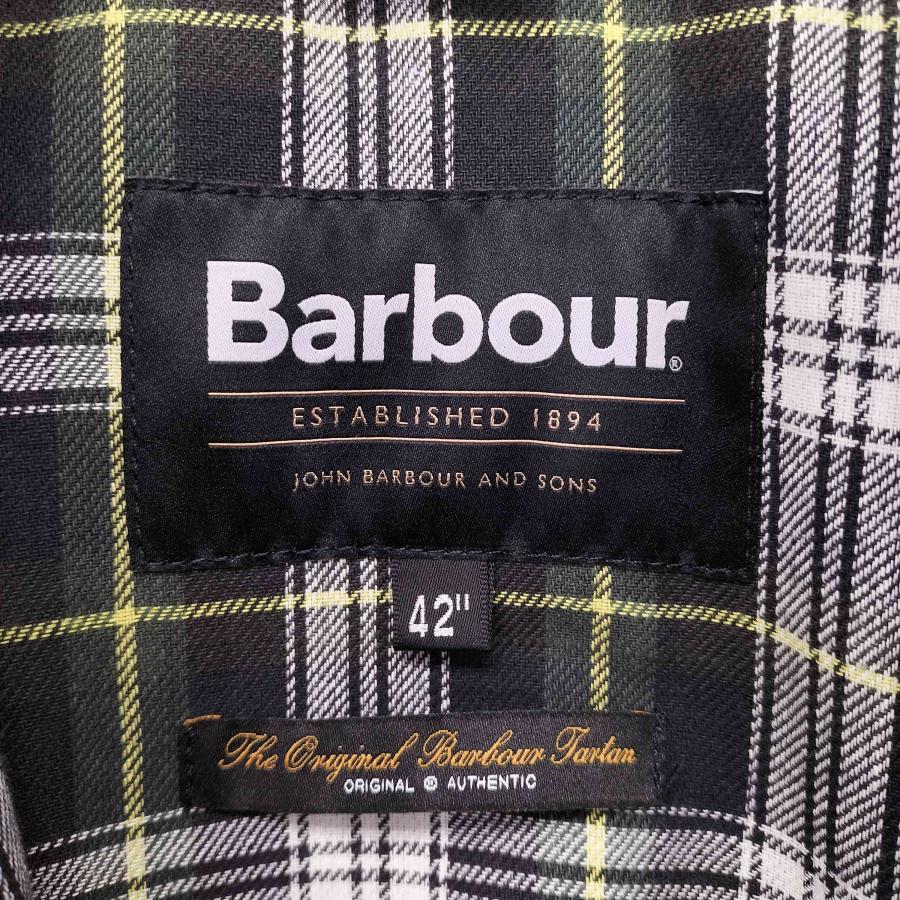 Barbour®
ESTABLISHED 1894
JOHN BARBOUR AND SONS
42"
The Original Barbour Tartan
ORIGINAL ® AUTHENTIC